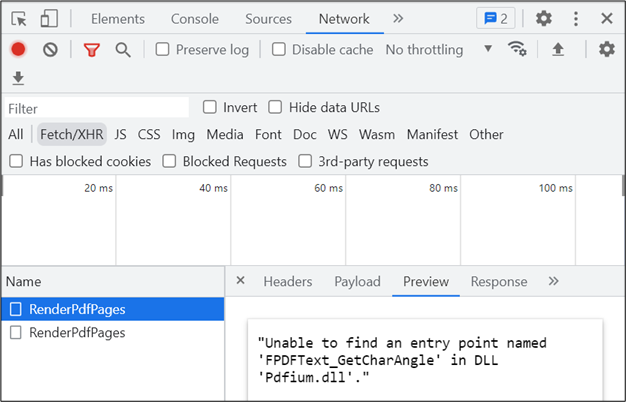 Elements Console Sources Network » 2
Preserve log Disable cache No throttling
Filter Invert Hide data URLs
All Fetch/XHR JS CSS Img Media Font Doc WS Wasm Manifest Other
Has blocked cookies Blocked Requests 3rd-party requests
20 ms 40 ms 60 ms 80 ms 100 ms
Name × Headers Payload Preview Response »
RenderPdfPages
RenderPdfPages
"Unable to find an entry point named
'FPDFText_GetCharAngle' in DLL
'Pdfium.dll'."